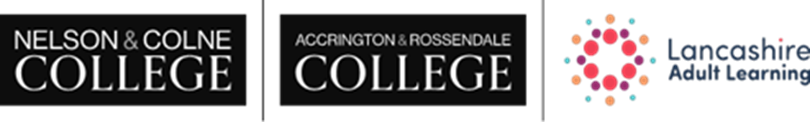 NELSON & COLNE
COLLEGE
ACCRINGTON & ROSSENDALE
COLLEGE
Lancashire
Adult Learning